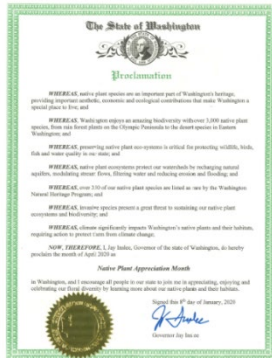 The State of Washington
Proclamation
WHEREAS, native plant species are an important part of Washington's heritage,
providing important aesthetic, economic and ecological contributions that make Washington a
special place to live; and
WHEREAS, Washington enjoys an amazing biodiversity with over 3,000 native plant
species, from rain forest plants on the Olympic Peninsula to the desert species in Eastern
Washington; and
WHEREAS, preserving native plant eco-systems is critical for protecting wildlife, birds,
fish and water quality in our state; and
WHEREAS, native plant ecosystems protect our watersheds by recharging natural
aquifers, modulating stream flows, filtering water and reducing erosion and flooding; and
WHEREAS, over 350 of our native plant species are listed as rare by the Washington
Natural Heritage Program; and
WHEREAS, invasive species present a great threat to sustaining our native plant
ecosystems and biodiversity; and
WHEREAS, climate significantly impacts Washington's native plants and their habitats,
requiring action to protect them from climate change;
NOW, THEREFORE, I, Jay Inslee, Governor of the state of Washington, do hereby
proclaim the month of April 2020 as
Native Plant Appreciation Month
in Washington, and I encourage all people in our state to join me in appreciating, enjoying and
celebrating our floral diversity by learning more about our native plants and their habitats.
Signed this 8th day of January, 2020
Jay Inslee
Governor Jay Inslee